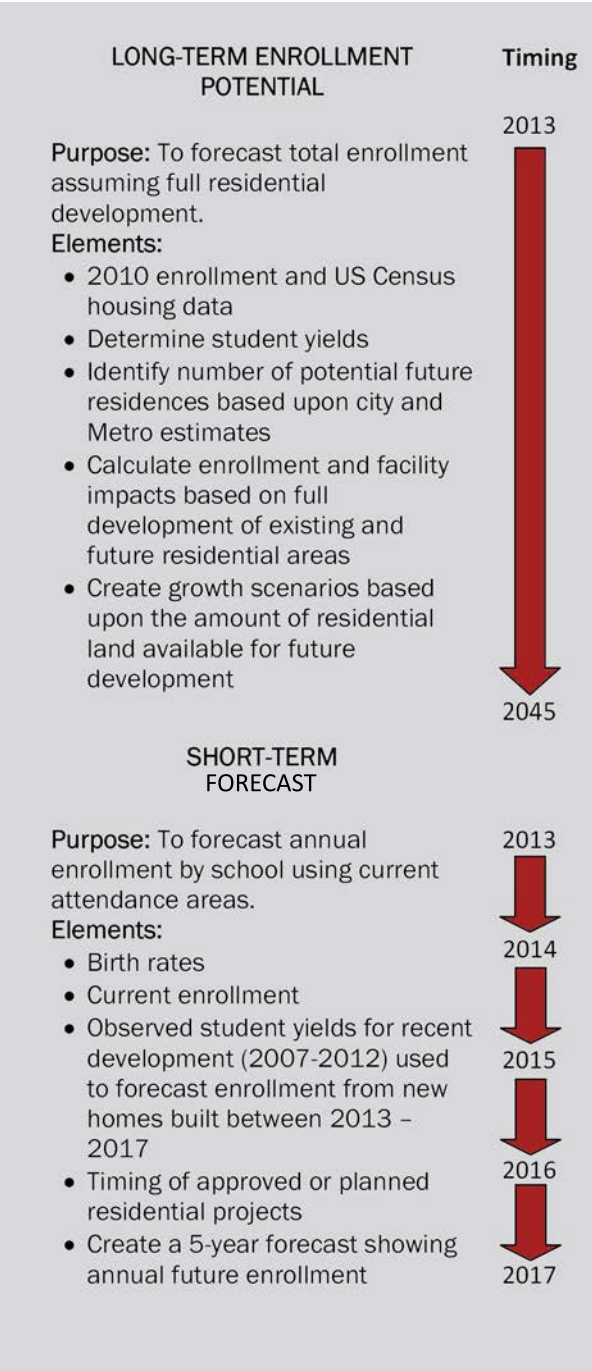 LONG-TERM ENROLLMENT
POTENTIAL
Timing
2013
Purpose: To forecast total enrollment
assuming full residential
development.
Elements:
• 2010 enrollment and US Census
housing data
• Determine student yields
• Identify number of potential future
residences based upon city and
Metro estimates
• Calculate enrollment and facility
impacts based on full
development of existing and
future residential areas
• Create growth scenarios based
upon the amount of residential
land available for future
development
2045
SHORT-TERM
FORECAST
Purpose: To forecast annual
enrollment by school using current
attendance areas.
Elements:
• Birth rates
• Current enrollment
• Observed student yields for recent
development (2007-2012) used
to forecast enrollment from new
homes built between 2013 –
2017
• Timing of approved or planned
residential projects
• Create a 5-year forecast showing
annual future enrollment
2013
2014
2015
2016
2017